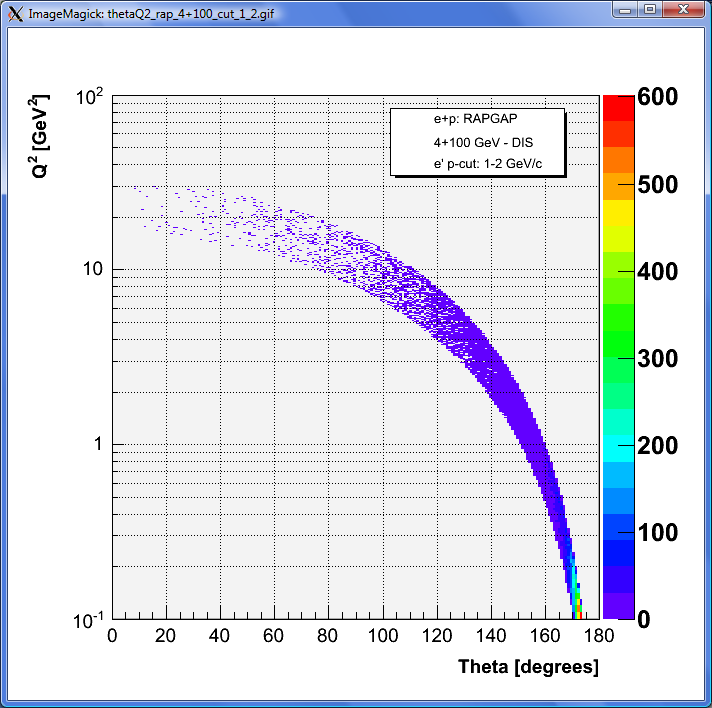 ImageMagick: thetaQ2_rap_4+100_cut_1_2.gif
Q² [GeV²]
10²
10
1
10⁻¹
e+p: RAPGAP
4+100 GeV - DIS
e' p-cut: 1-2 GeV/c
600
500
400
300
200
100
0
0 20 40 60 80 100 120 140 160 180
Theta [degrees]